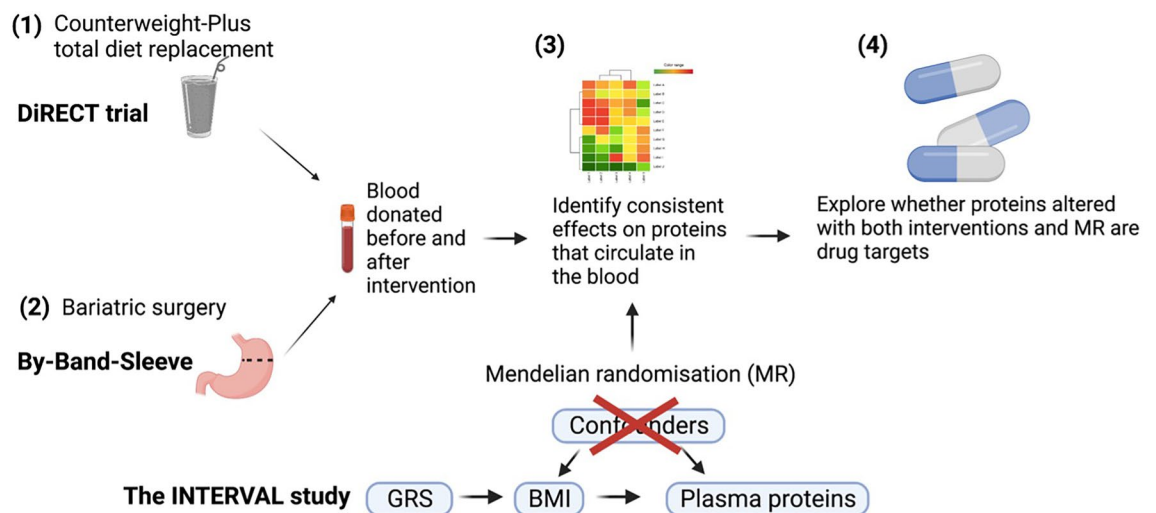 (1) Counterweight-Plus
total diet replacement
DiRECT trial
(2) Bariatric surgery
By-Band-Sleeve
Blood
donated
before and
after
intervention
(3)
Color range
Identify consistent
effects on proteins
that circulate in
the blood
Mendelian randomisation (MR)
Confounders
The INTERVAL study
GRS
BMI
Plasma proteins
(4)
Explore whether proteins altered
with both interventions and MR are
drug targets